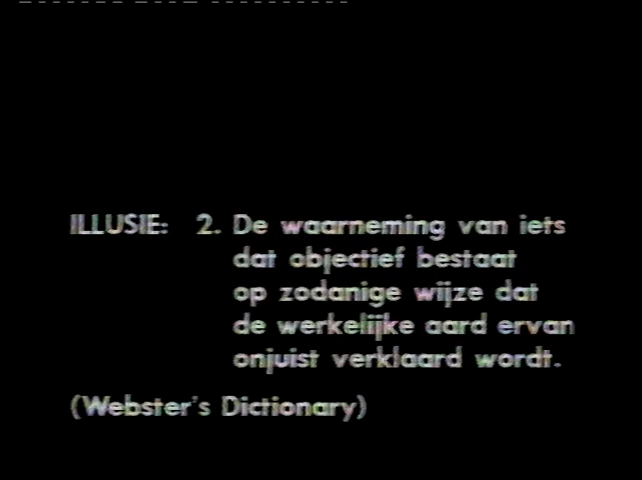 ILLUSIE: 2. De waarneming van iets
dat objectief bestaat
op zodanige wijze dat
de werkelijke aard ervan
onjuist verklaard wordt.
(Webster's Dictionary)